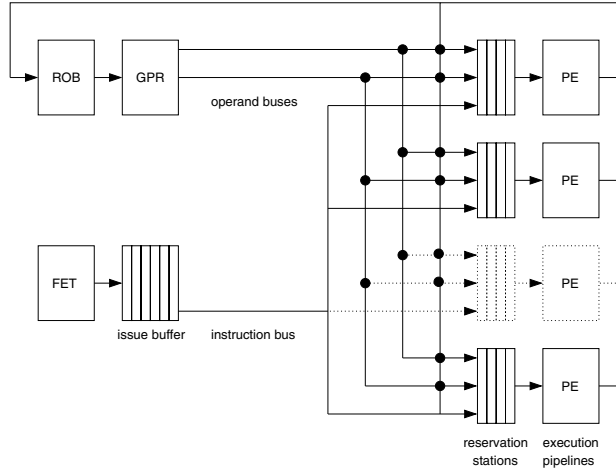 ROB
GPR
PE
operand buses
PE
FET
PE
issue buffer
instruction bus
PE
reservation
stations
execution
pipelines